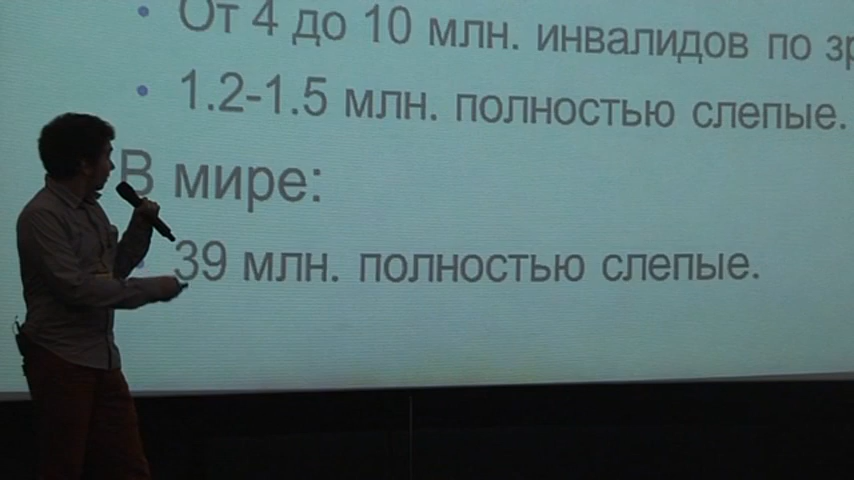 • От 4 до 10 млн. инвалидов по
• 1.2-1.5 млн. полностью слепые.
В мире:
39 млн. полностью слепые.